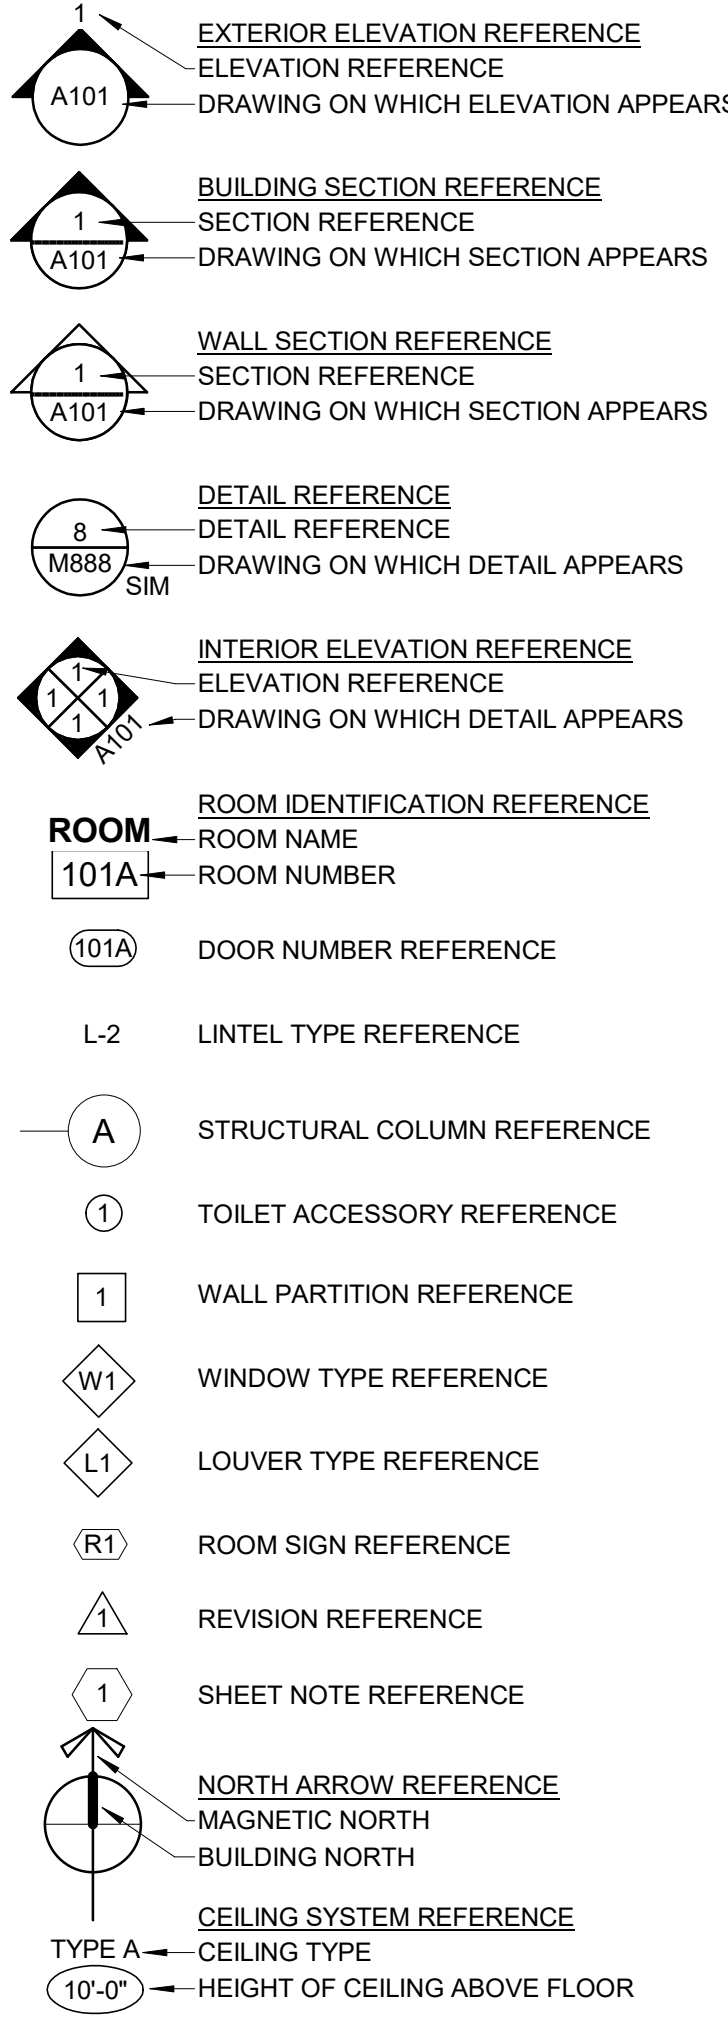 1
EXTERIOR ELEVATION REFERENCE
ELEVATION REFERENCE
A101
DRAWING ON WHICH ELEVATION APPEARS
BUILDING SECTION REFERENCE
1
SECTION REFERENCE
A101
DRAWING ON WHICH SECTION APPEARS
WALL SECTION REFERENCE
1
SECTION REFERENCE
A101
DRAWING ON WHICH SECTION APPEARS
DETAIL REFERENCE
8
DETAIL REFERENCE
M888
DRAWING ON WHICH DETAIL APPEARS
SIM
INTERIOR ELEVATION REFERENCE
1
ELEVATION REFERENCE
1 1
1
A101
DRAWING ON WHICH DETAIL APPEARS
ROOM IDENTIFICATION REFERENCE
ROOM
ROOM NAME
101A
ROOM NUMBER
101A
DOOR NUMBER REFERENCE
L-2
LINTEL TYPE REFERENCE
A
STRUCTURAL COLUMN REFERENCE
1
TOILET ACCESSORY REFERENCE
1
WALL PARTITION REFERENCE
W1
WINDOW TYPE REFERENCE
L1
LOUVER TYPE REFERENCE
R1
ROOM SIGN REFERENCE
1
REVISION REFERENCE
1
SHEET NOTE REFERENCE
NORTH ARROW REFERENCE
MAGNETIC NORTH
BUILDING NORTH
CEILING SYSTEM REFERENCE
TYPE A
CEILING TYPE
10'-0"
HEIGHT OF CEILING ABOVE FLOOR